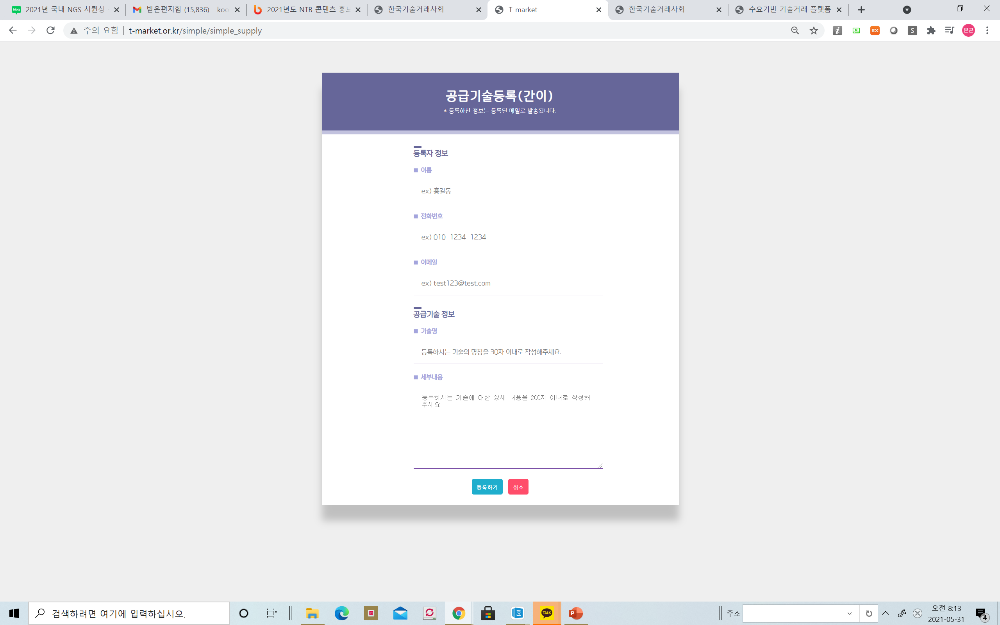 2021년 국내 NGS 시퀀싱
받은편지함 (15,836) - koo
2021년도 NTB 콘텐츠 홍보
한국기술거래사회
T-market
한국기술거래사회
수요기반 기술거래 플랫폼
주의 요함
t-market.or.kr/simple/simple_supply
본곤
공급기술등록(간이)
* 등록하신 정보는 등록된 메일로 발송됩니다.
등록자 정보
■ 이름
ex) 홍길동
■ 전화번호
ex) 010-1234-1234
■ 이메일
ex) test123@test.com
공급기술 정보
■ 기술명
등록하시는 기술의 명칭을 30자 이내로 작성해주세요.
■ 세부내용
등록하시는 기술에 대한 상세 내용을 200자 이내로 작성해
주세요.
등록하기
취소
검색하려면 여기에 입력하십시오.
주소
오전 8:13
2021-05-31
4